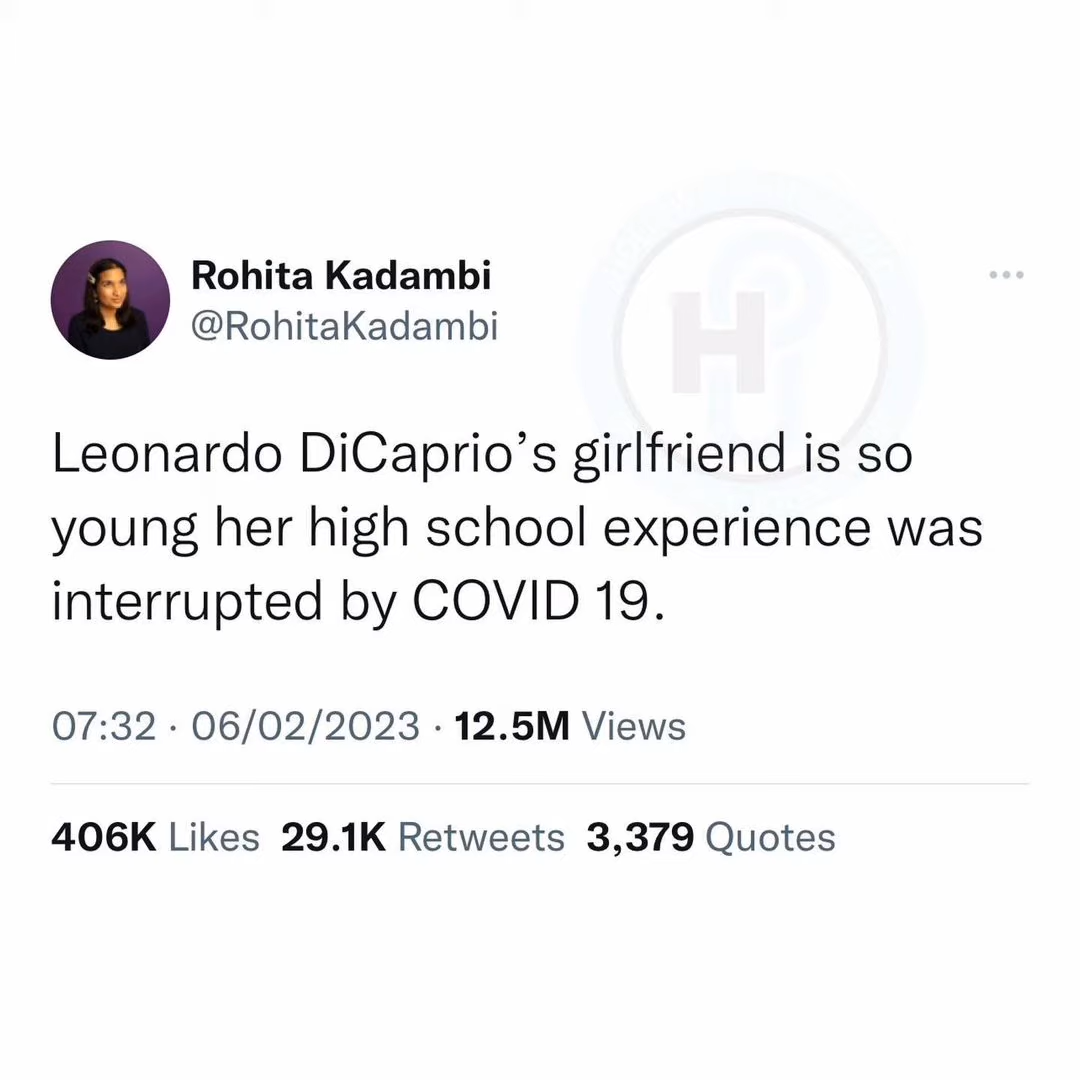 Rohita Kadambi
@RohitaKadambi
Leonardo DiCaprio’s girlfriend is so
young her high school experience was
interrupted by COVID 19.
07:32 · 06/02/2023 · 12.5M Views
406K Likes 29.1K Retweets 3,379 Quotes